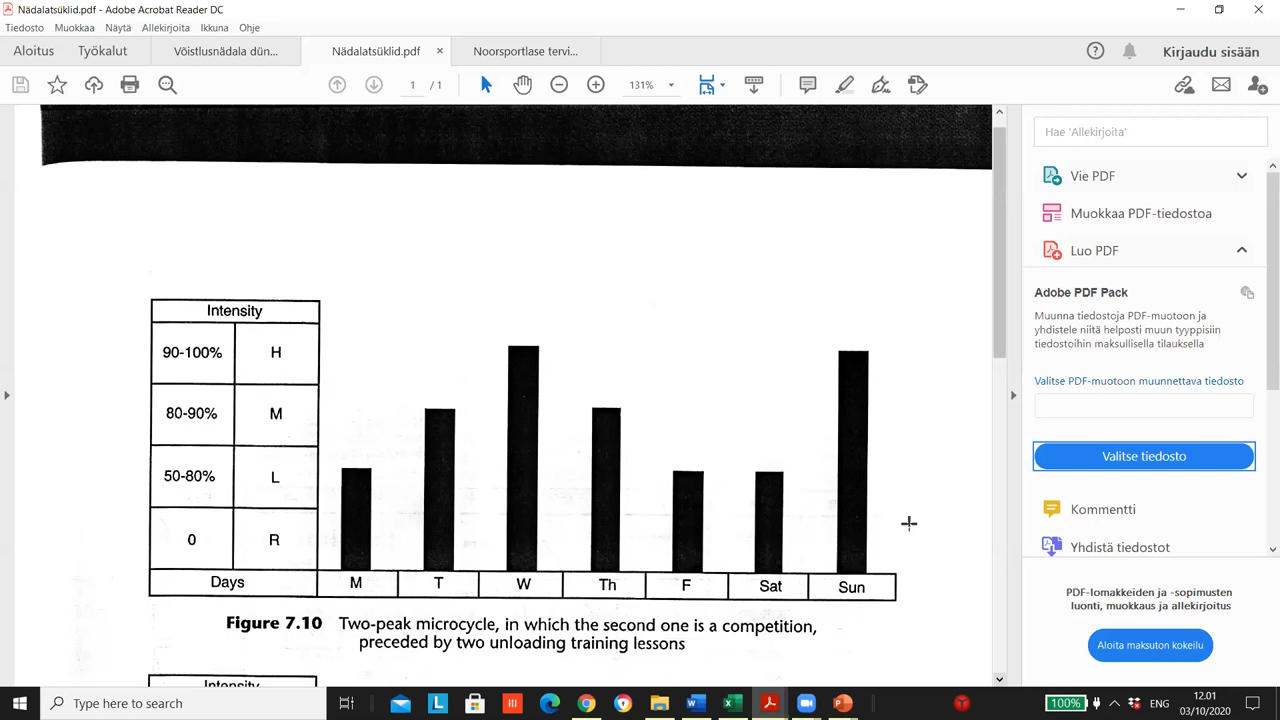 Nädalatsüklid.pdf - Adobe Acrobat Reader DC
Tiedosto Muokkaa Näytä Allekirjoita Ikkuna Ohje
Aloitus Työkalut Võistlusnädala dün... Nädalatsüklid.pdf × Noorsportlase tervi... Kirjaudu sisään
1 / 1 131%
Hae 'Allekirjoita'
Vie PDF
Muokkaa PDF-tiedostoa
Luo PDF
Adobe PDF Pack
Muunna tiedostoja PDF-muotoon ja
yhdistele niitä helposti muun tyyppisiin
tiedostoihin maksullisella tilauksella
Valitse PDF-muotoon muunnettava tiedosto
Valitse tiedosto
Kommentti
Yhdistä tiedostot
PDF-lomakkeiden ja -sopimusten
luonti, muokkaus ja allekirjoitus
Aloita maksuton kokeilu
Intensity
90-100% H
80-90% M
50-80% L
0 R
Days M T W Th F Sat Sun
Figure 7.10 Two-peak microcycle, in which the second one is a competition,
preceded by two unloading training lessons
Intensity
Type here to search
100% ENG 12.01
03/10/2020